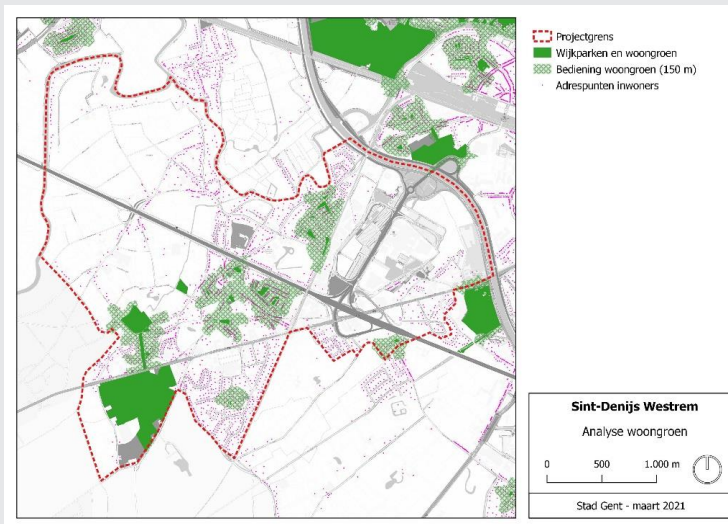 Projectgrens
Wijkparken en woongroen
Bediening woongroen (150 m)
Adrespunten inwoners
Sint-Denijs Westrem
Analyse woongroen
0 500 1.000 m
Stad Gent - maart 2021